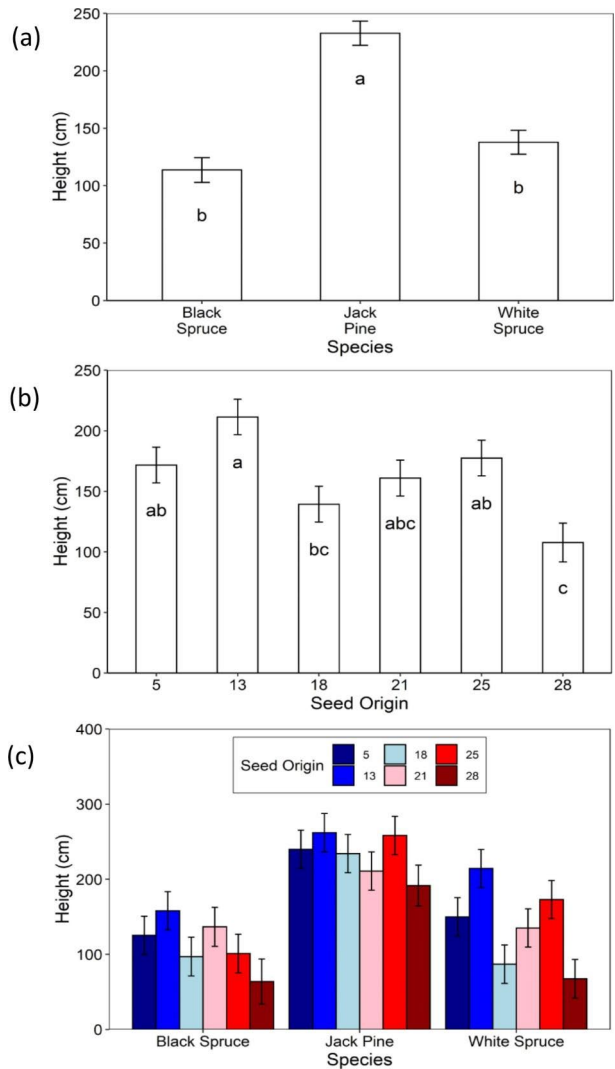 (a)
250
200
150
100
50
0
Height (cm)
b
a
b
Black
Spruce
Jack
Pine
White
Spruce
Species
(b)
250
200
150
100
50
0
Height (cm)
ab
a
bc
abc
ab
c
5 13 18 21 25 28
Seed Origin
(c)
400
300
200
100
0
Height (cm)
Seed Origin
5 18 25
13 21 28
Black Spruce Jack Pine White Spruce
Species